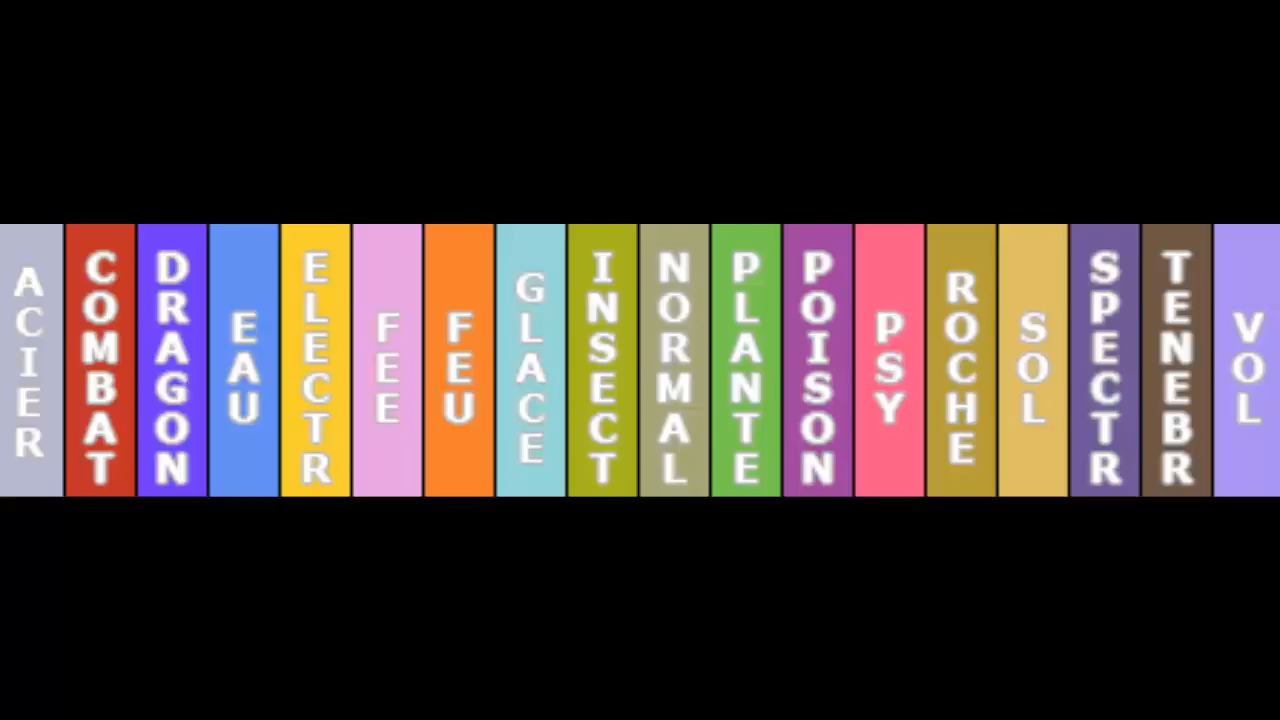 ACIER
COMBAT
DRAGON
EAU
ELECTR
FEE
FEU
GLACE
INSECT
NORMAL
PLANTE
POISON
PSY
ROCHE
SOL
SPECTR
TENEBR
VOL